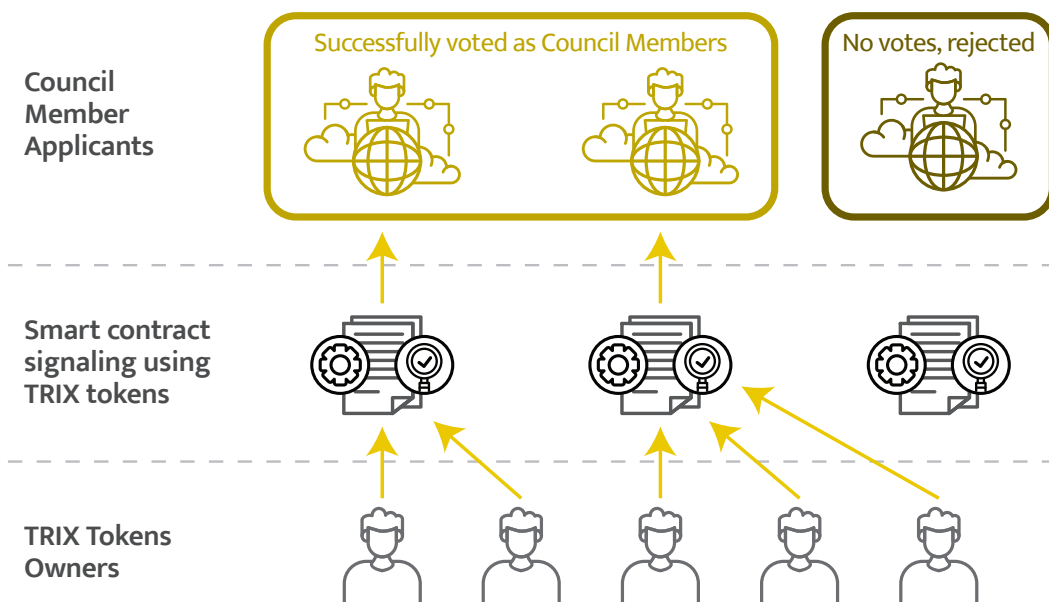 Successfully voted as Council Members
No votes, rejected
Council
Member
Applicants
Smart contract
signaling using
TRIX tokens
TRIX Tokens
Owners